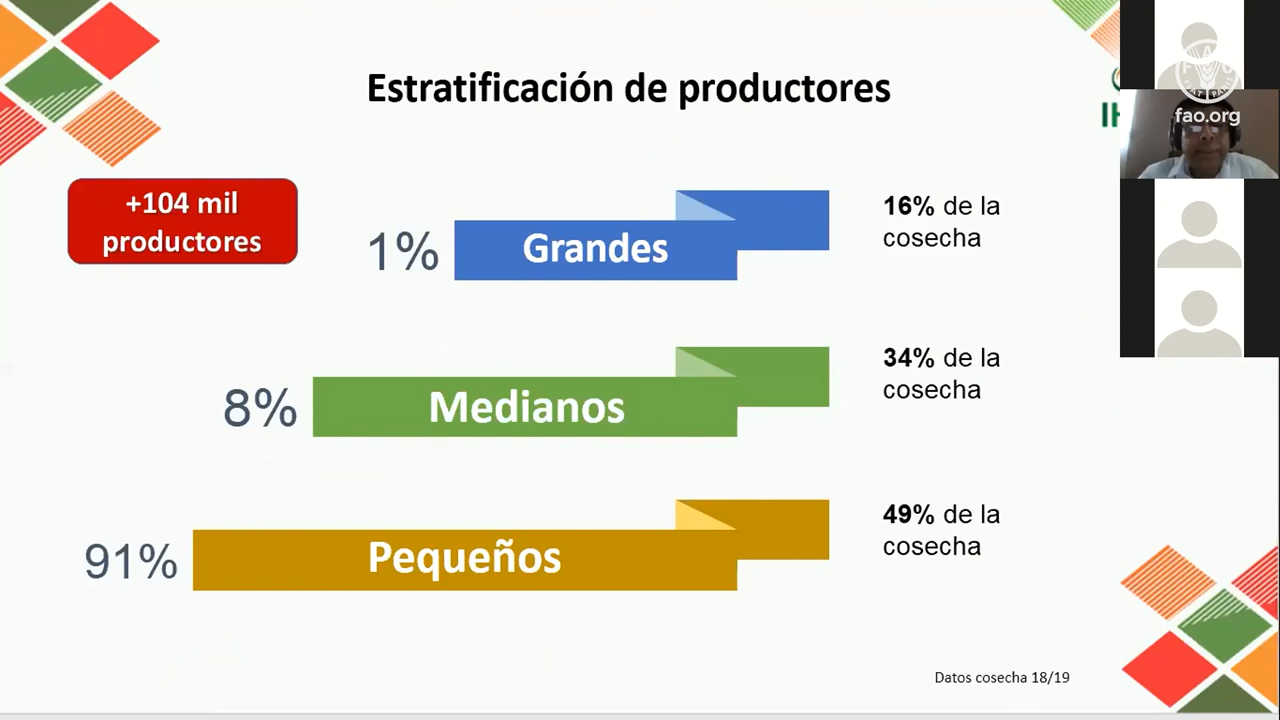 Estratificación de productores
+104 mil
productores
1%
Grandes
16% de la
cosecha
8%
Medianos
34% de la
cosecha
91%
Pequeños
49% de la
cosecha
Datos cosecha 18/19
IH
fao.org